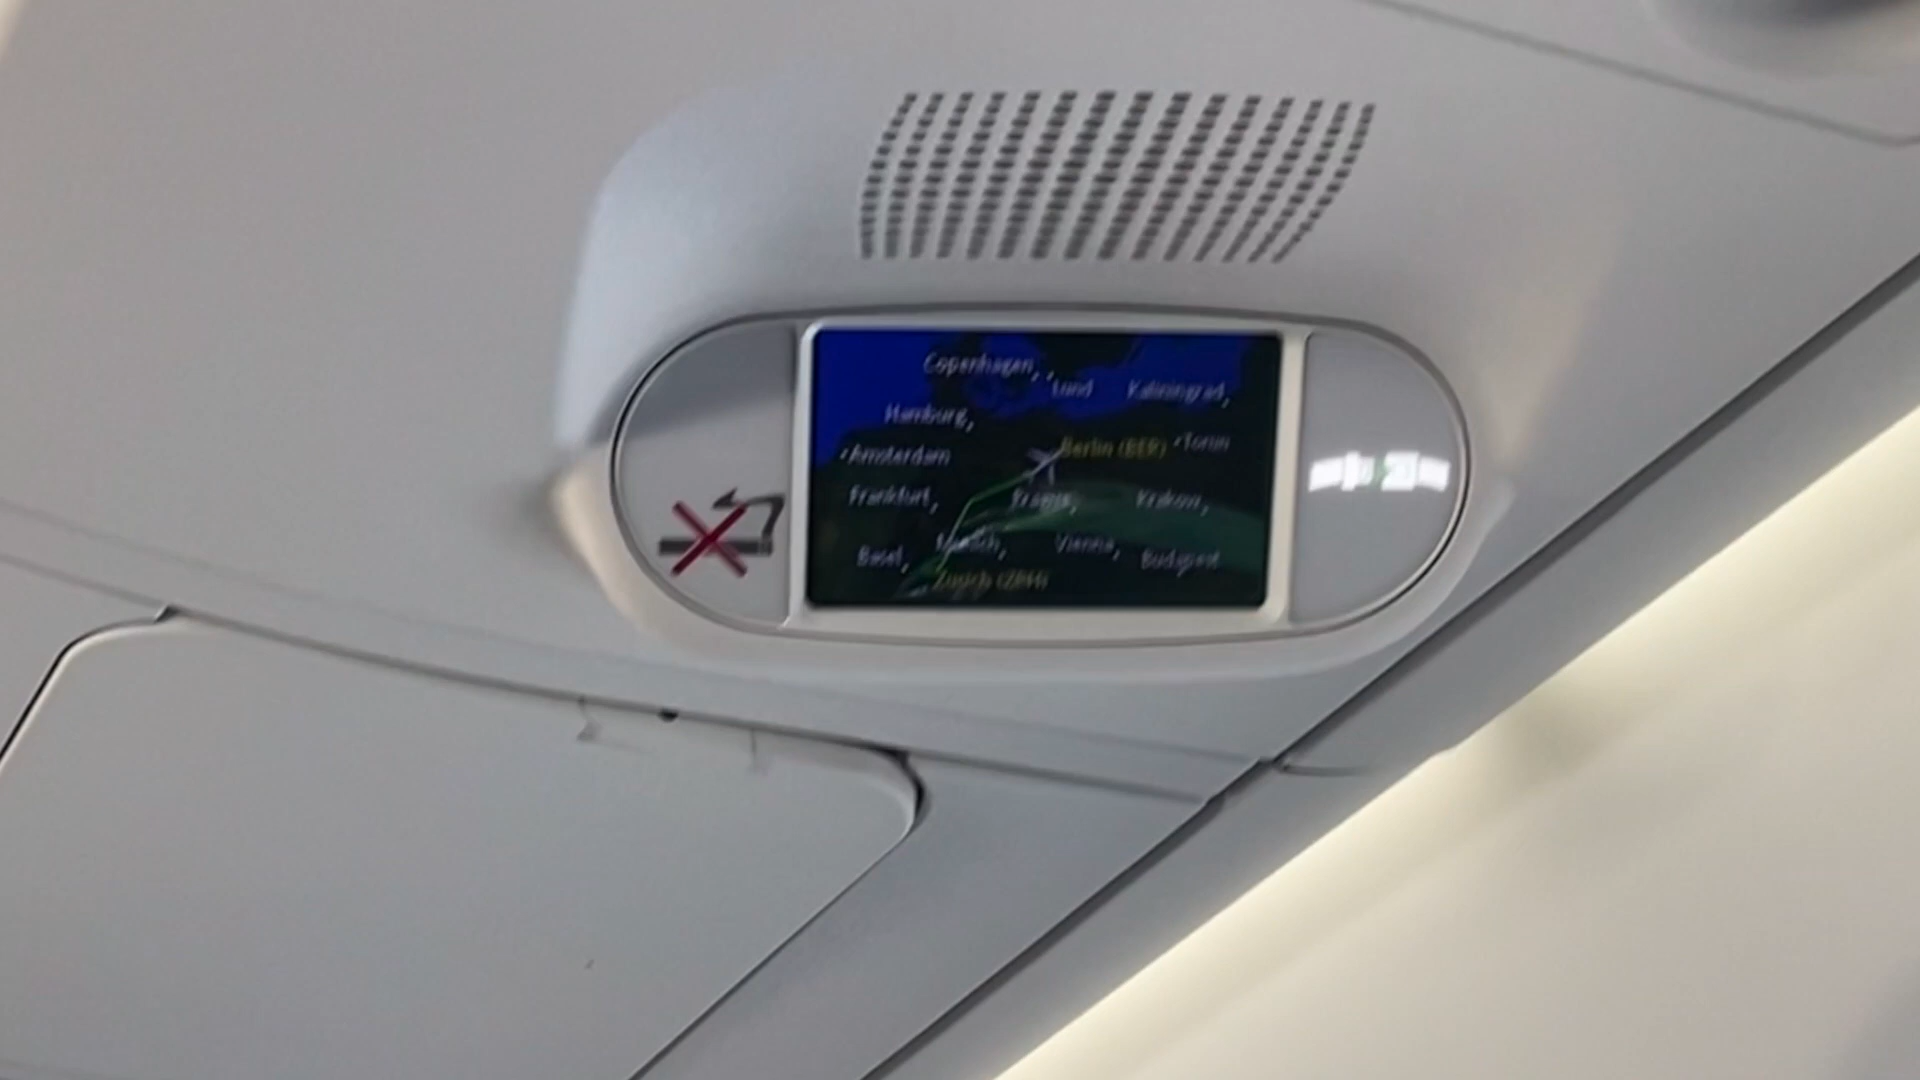 Copenhagen
Lund
Kaliningrad
Hamburg
Berlin (BER)
Torun
Amsterdam
Frankfurt
Prague
Krakow
Basel
Munich
Vienna
Budapest
Zurich (ZRH)